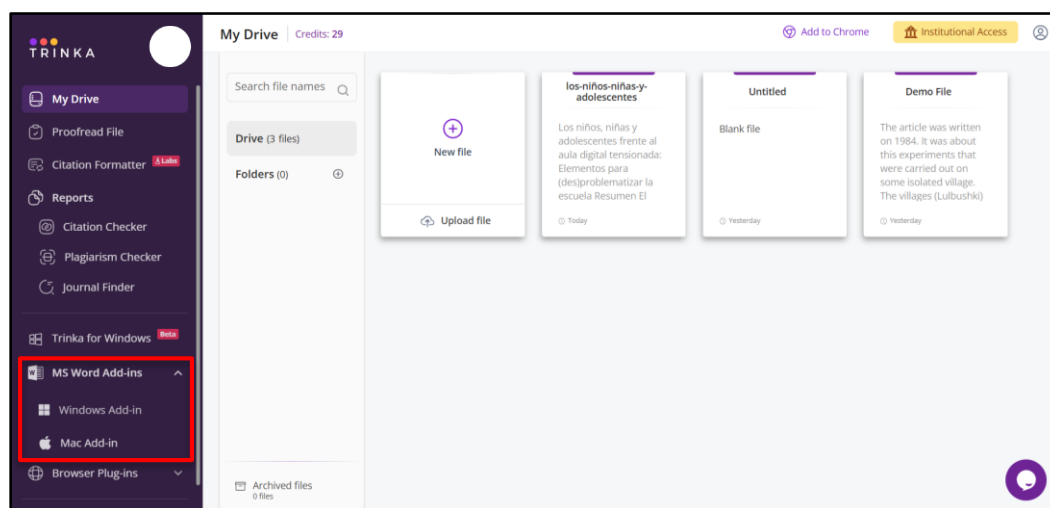 TRINKA
My Drive
Proofread File
Citation Formatter Labs
Reports
Citation Checker
Plagiarism Checker
Journal Finder
Trinka for Windows Beta
MS Word Add-ins
Windows Add-in
Mac Add-in
Browser Plug-ins
My Drive Credits: 29
Add to Chrome
Institutional Access
Search file names
Drive (3 files)
Folders (0)
Archived files
0 files
New file
Upload file
los-niños-niñas-y-
adolescentes
Los niños, niñas y
adolescentes frente al
aula digital tensionada:
Elementos para
(des)problematizar la
escuela Resumen El
Today
Untitled
Blank file
Yesterday
Demo File
The article was written
on 1984. It was about
this experiments that
were carried out on
some isolated village.
The villages (Lulbushki)
Yesterday